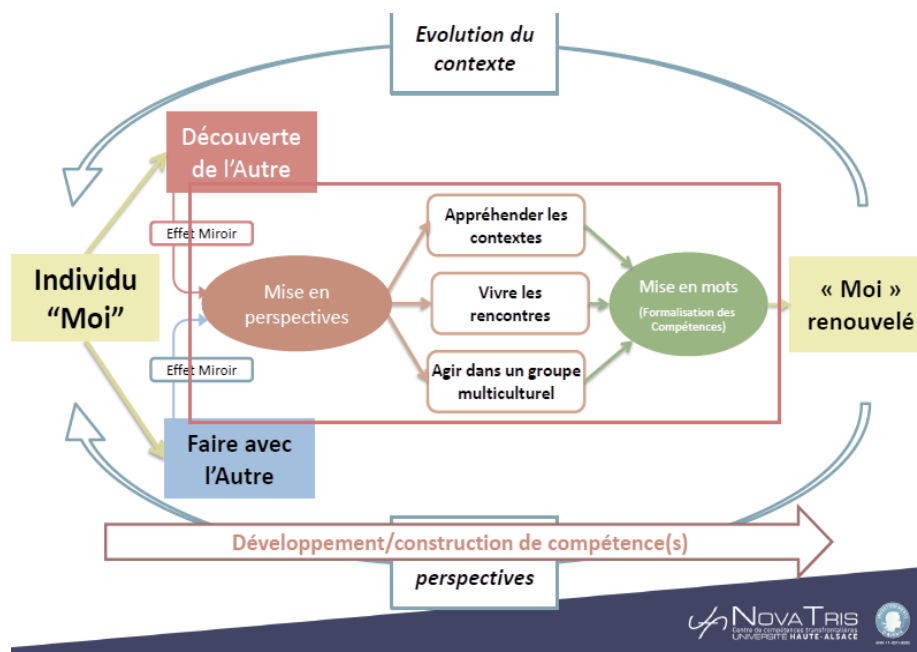 Evolution du
contexte
Découverte
de l'Autre
Effet Miroir
Appréhender les
contextes
Individu
"Moi"
Mise en
perspectives
Vivre les
rencontres
Mise en mots
(Formalisation des
Compétences)
« Moi »
renouvelé
Effet Miroir
Agir dans un groupe
multiculturel
Faire avec
l'Autre
Développement/construction de compétence(s)
perspectives
NOVATRIS
Centre de compétences transfrontalières
UNIVERSITÉ HAUTE-ALSACE